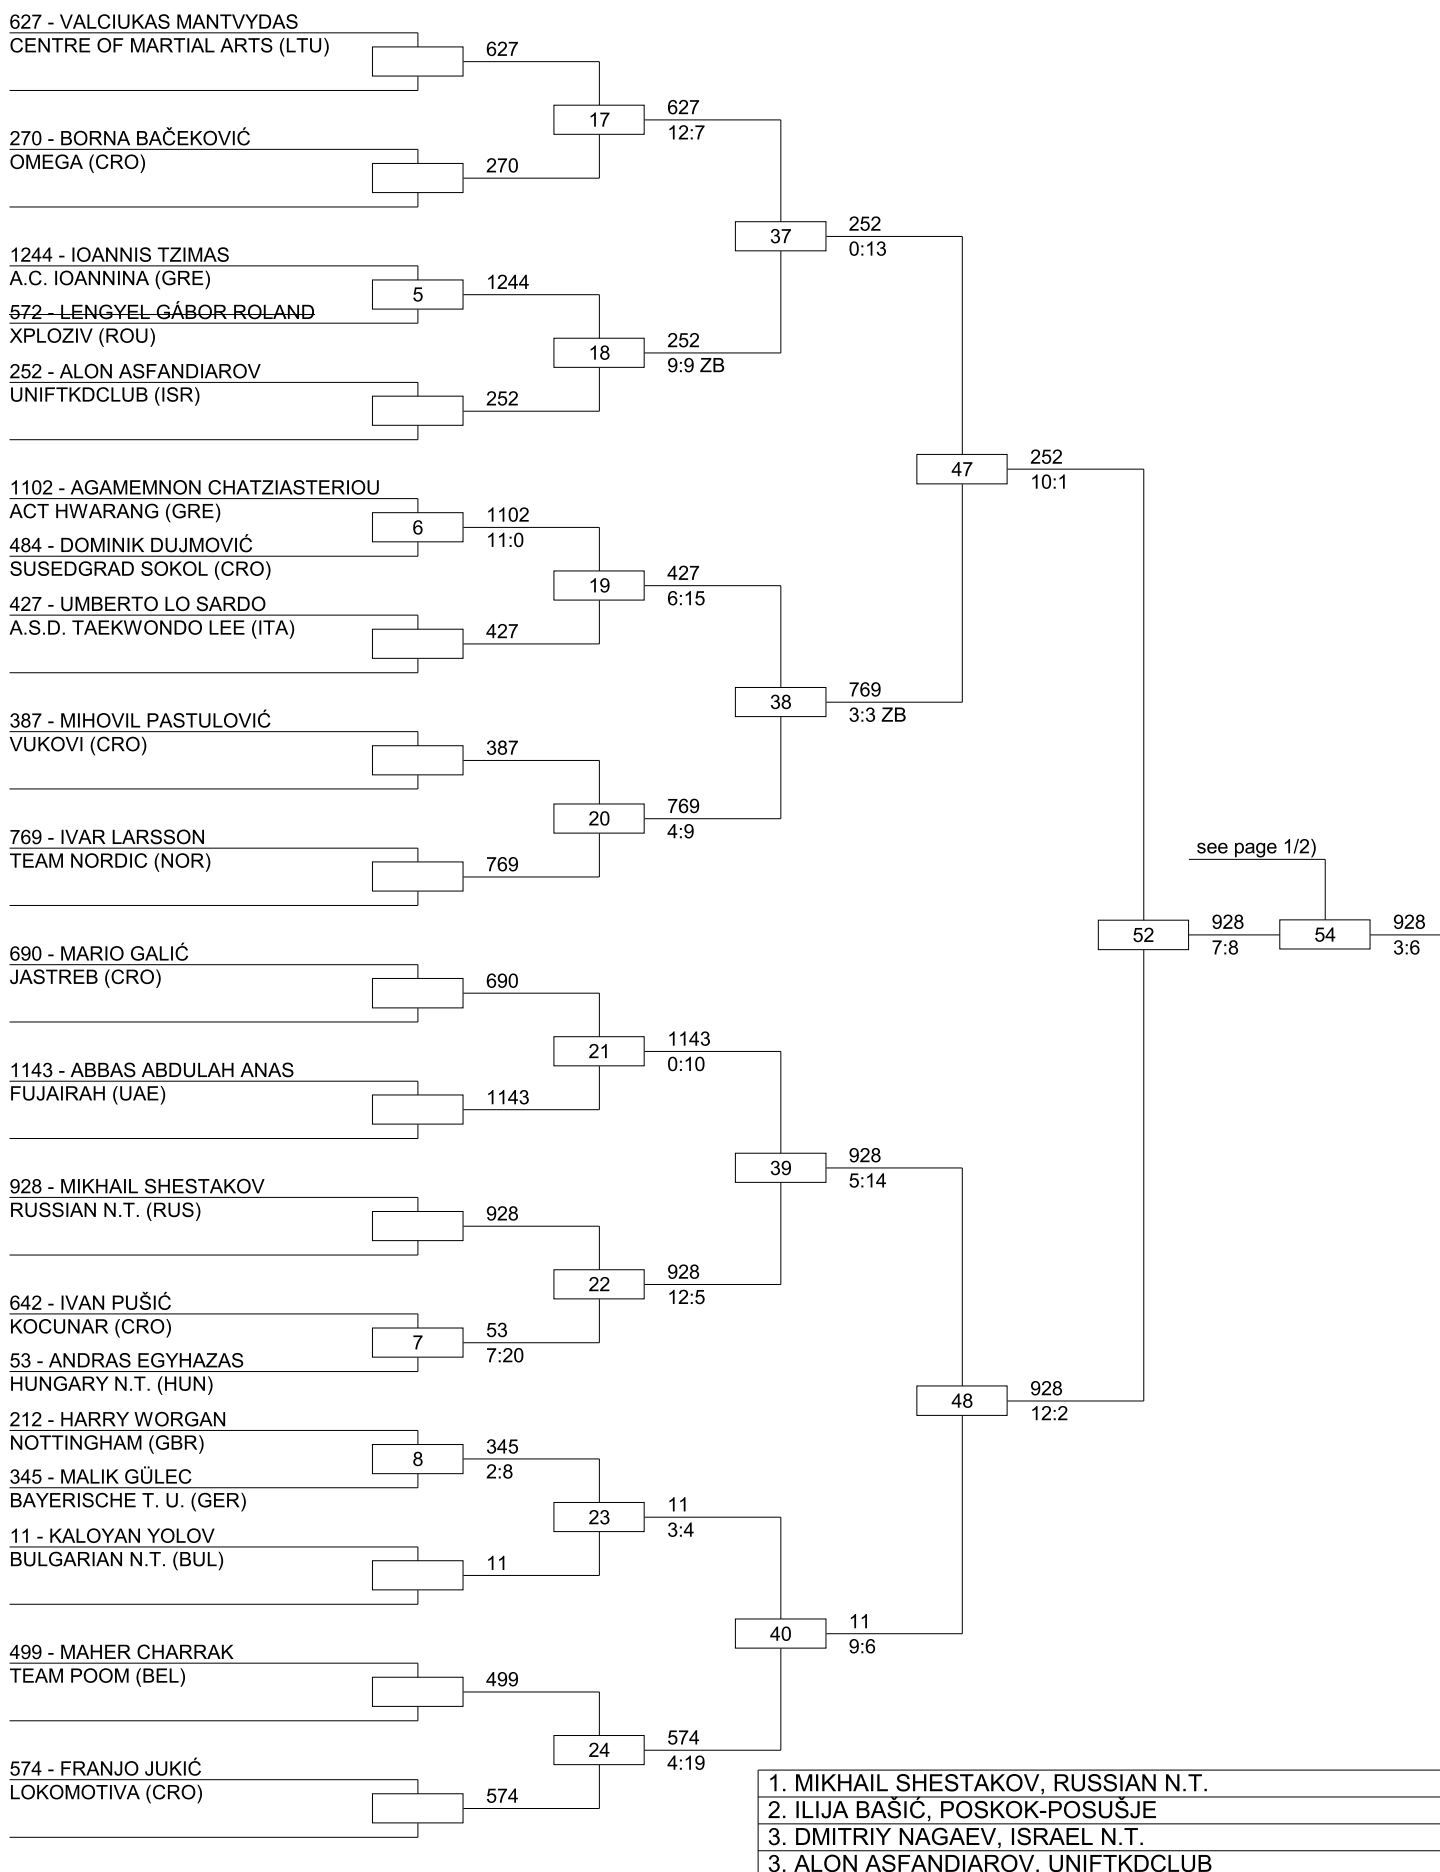 627 - VALCIUKAS MANTVYDAS
CENTRE OF MARTIAL ARTS (LTU)
627
17
627
12:7
270 - BORNA BAČEKOVIĆ
OMEGA (CRO)
270
37
252
0:13
1244 - IOANNIS TZIMAS
A.C. IOANNINA (GRE)
5
1244
572 - LENGYEL GÁBOR ROLAND
XPLOZIV (ROU)
18
252
9:9 ZB
252 - ALON ASFANDIAROV
UNIFTKDCLUB (ISR)
252
47
252
10:1
1102 - AGAMEMNON CHATZIASTERIOU
ACT HWARANG (GRE)
6
1102
11:0
484 - DOMINIK DUJMOVIĆ
SUSEDGRAD SOKOL (CRO)
19
427
6:15
427 - UMBERTO LO SARDO
A.S.D. TAEKWONDO LEE (ITA)
427
38
769
3:3 ZB
387 - MIHOVIL PASTULOVIĆ
VUKOVI (CRO)
387
20
769
4:9
769 - IVAR LARSSON
TEAM NORDIC (NOR)
769
see page 1/2)
52
928
7:8
54
928
3:6
690 - MARIO GALIĆ
JASTREB (CRO)
690
21
1143
0:10
1143 - ABBAS ABDULAH ANAS
FUJAIRAH (UAE)
1143
39
928
5:14
928 - MIKHAIL SHESTAKOV
RUSSIAN N.T. (RUS)
928
22
928
12:5
642 - IVAN PUŠIĆ
KOCUNAR (CRO)
7
53
7:20
53 - ANDRAS EGYHAZAS
HUNGARY N.T. (HUN)
48
928
12:2
212 - HARRY WORGAN
NOTTINGHAM (GBR)
8
345
2:8
345 - MALIK GÜLEC
BAYERISCHE T. U. (GER)
23
11
3:4
11 - KALOYAN YOLOV
BULGARIAN N.T. (BUL)
11
40
11
9:6
499 - MAHER CHARRAK
TEAM POOM (BEL)
499
24
574
4:19
574 - FRANJO JUKIĆ
LOKOMOTIVA (CRO)
574
1. MIKHAIL SHESTAKOV, RUSSIAN N.T.
2. ILIJA BAŠIĆ, POSKOK-POSUŠJE
3. DMITRIY NAGAEV, ISRAEL N.T.
3. ALON ASFANDIAROV, UNIFTKDCLUB